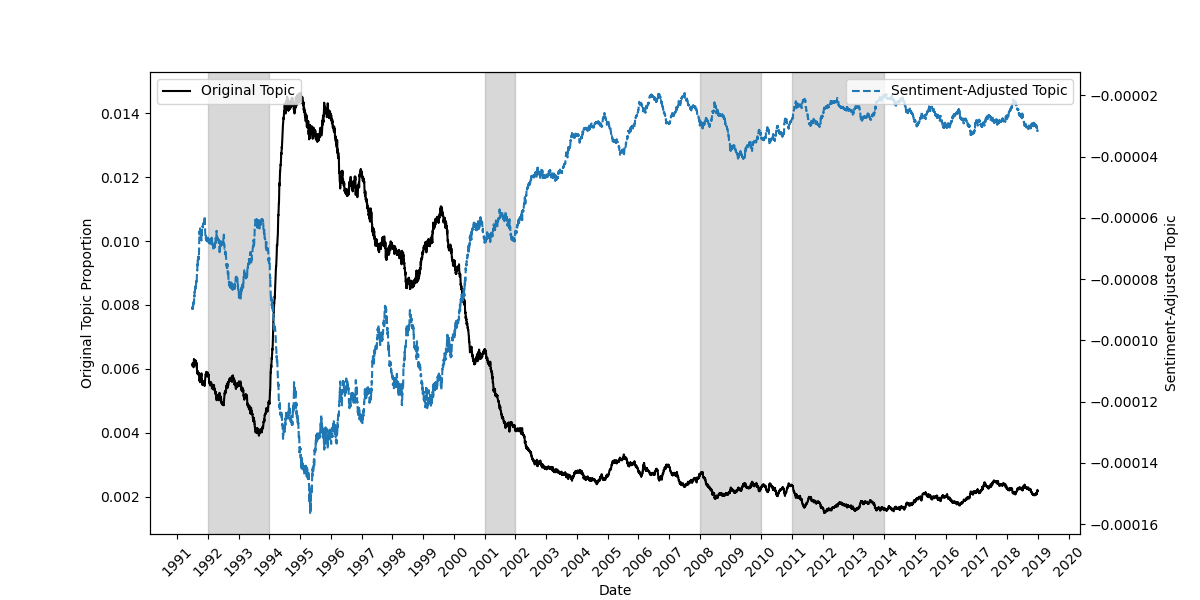 Original Topic
Sentiment-Adjusted Topic
0.014
0.012
0.010
0.008
0.006
0.004
0.002
Original Topic Proportion
−0.00002
−0.00004
−0.00006
−0.00008
−0.00010
−0.00012
−0.00014
−0.00016
Sentiment-Adjusted Topic
1991 1992 1993 1994 1995 1996 1997 1998 1999 2000 2001 2002 2003 2004 2005 2006 2007 2008 2009 2010 2011 2012 2013 2014 2015 2016 2017 2018 2019 2020
Date